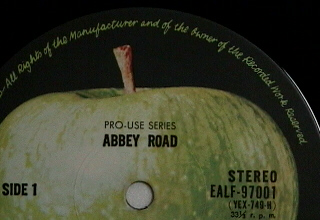 All Rights of the Manufacturer and of the Owner of the Recorded Work Reserved
PRO-USE SERIES
ABBEY ROAD
SIDE 1
STEREO
EALF-97001
(YEX-749-H)
33⅓ r. p. m.